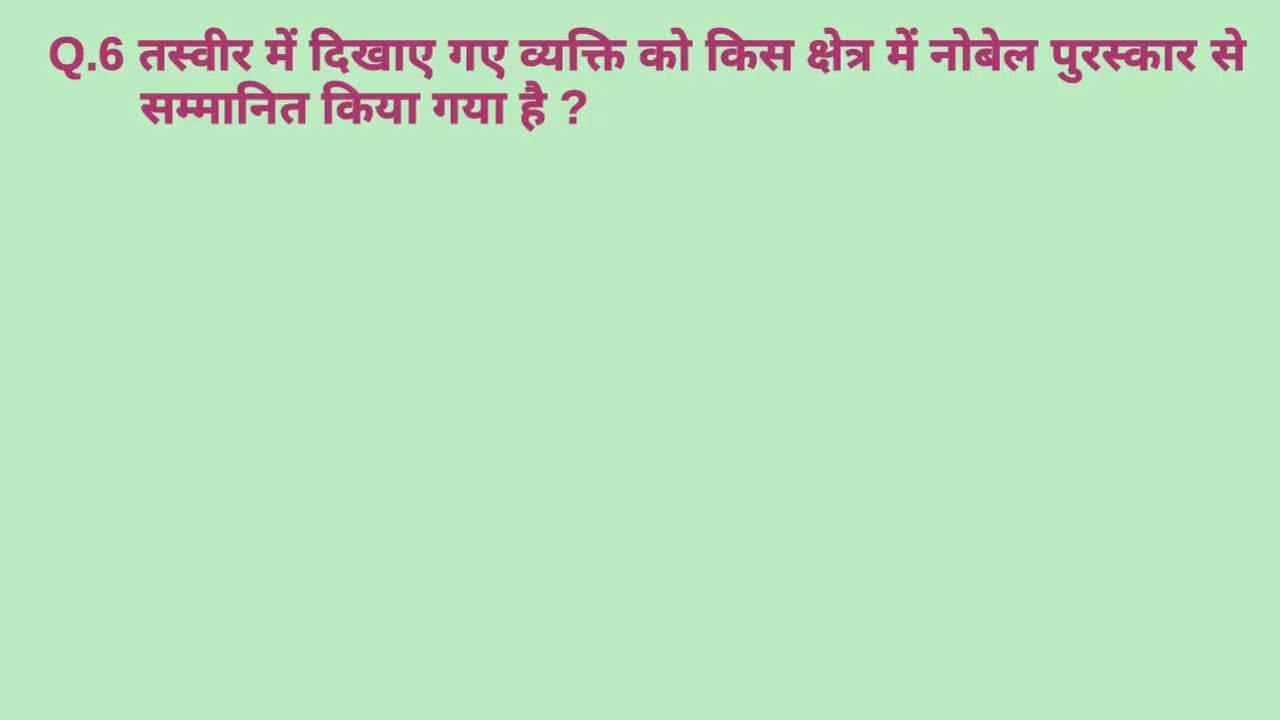 Q.6 तस्वीर में दिखाए गए व्यक्ति को किस क्षेत्र में नोबेल पुरस्कार से
सम्मानित किया गया है ?